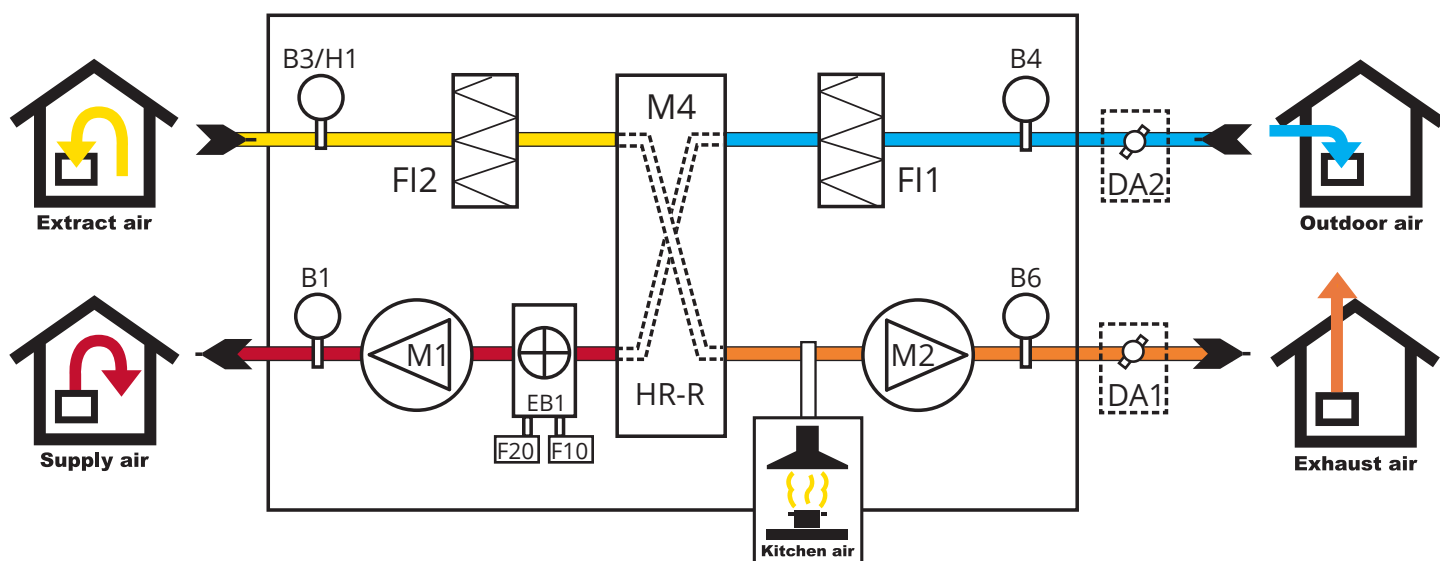 B3/H1
B4
M4
FI2
FI1
DA2
Extract air
Outdoor air
B1
B6
M1
M2
EB1
HR-R
DA1
F20
F10
Supply air
Exhaust air
Kitchen air